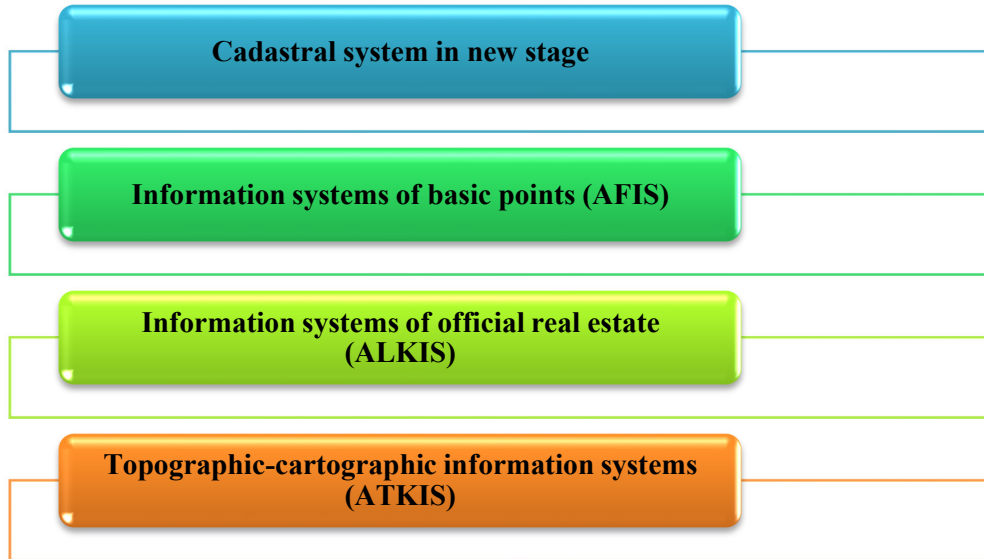 Cadastral system in new stage
Information systems of basic points (AFIS)
Information systems of official real estate
(ALKIS)
Topographic-cartographic information systems
(ATKIS)